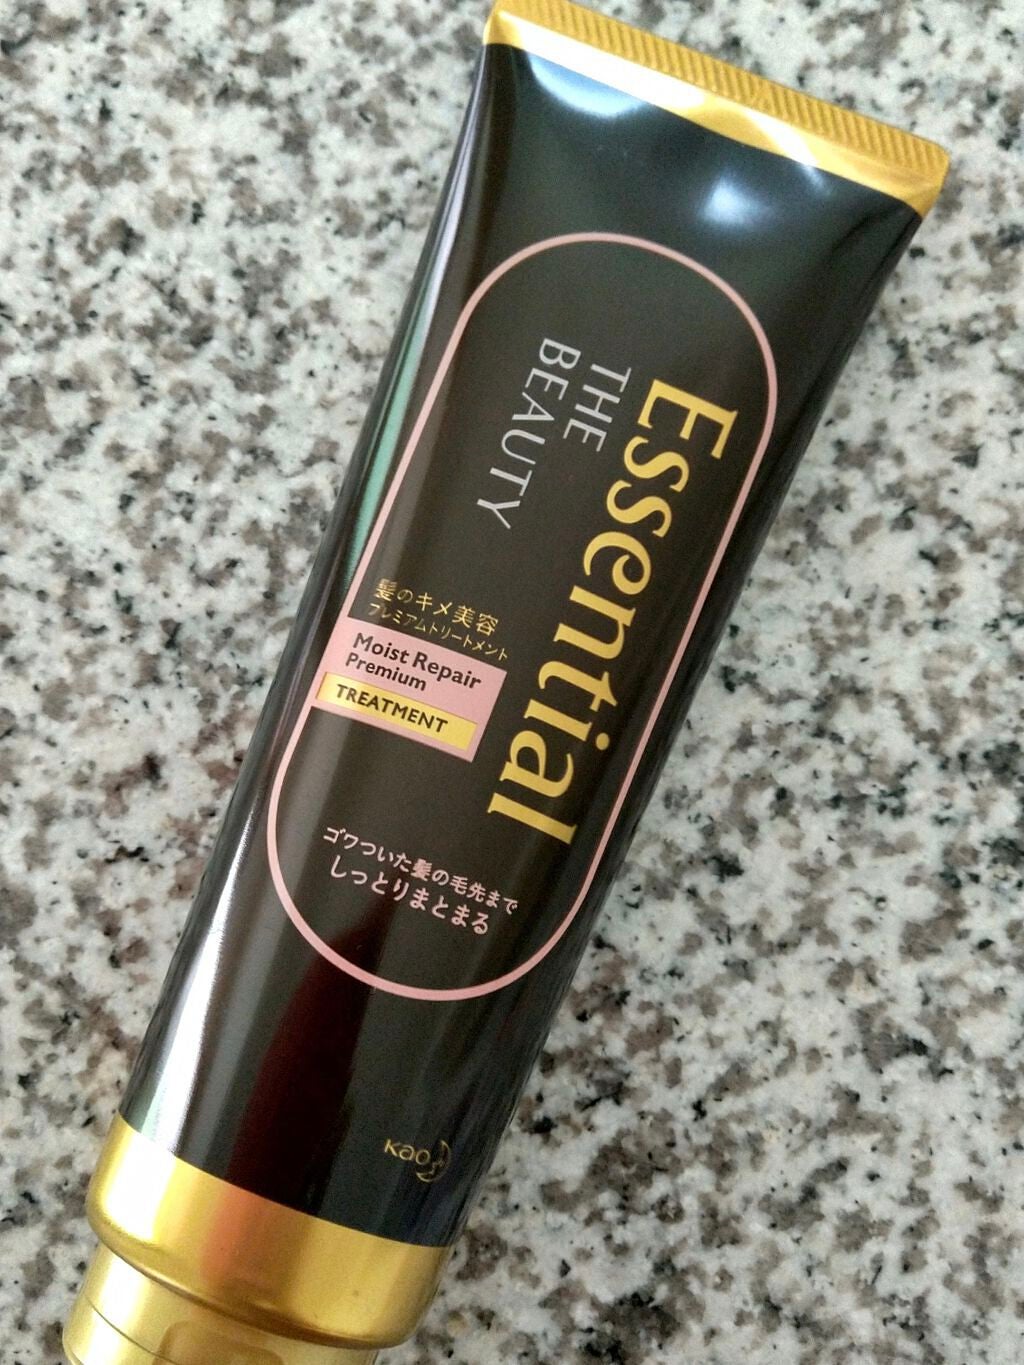 Essential
THE
BEAUTY
髪のキメ美容
プレミアムトリートメント
Moist Repair
Premium
TREATMENT
ゴワついた髪の毛先まで
しっとりまとまる
Kao